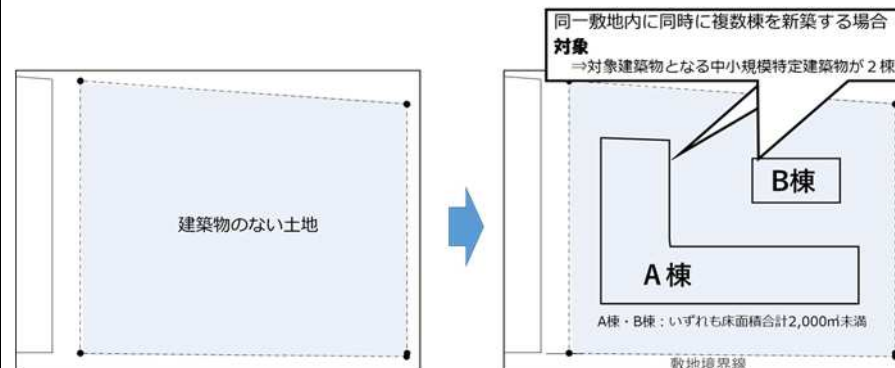 同一敷地内に同時に複数棟を新築する場合
対象
⇒対象建築物となる中小規模特定建築物が2棟
建築物のない土地
B棟
A棟
A棟・B棟：いずれも床面積合計2,000㎡未満
敷地境界線